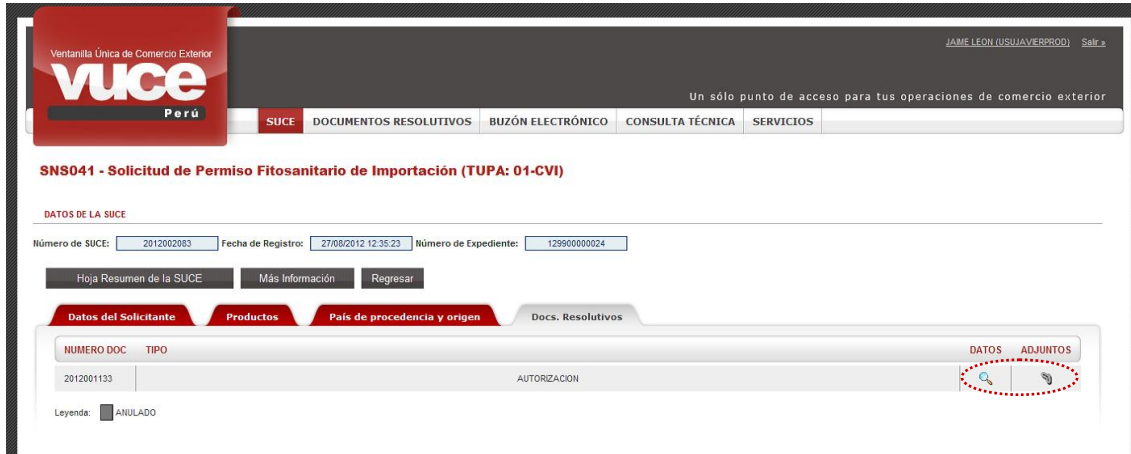 Ventanilla Única de Comercio Exterior
vuce
Perú
JAIME LEON (USUJAVIERPROD) Salir »
Un sólo punto de acceso para tus operaciones de comercio exterior
SUCE DOCUMENTOS RESOLUTIVOS BUZÓN ELECTRÓNICO CONSULTA TÉCNICA SERVICIOS
SNS041 - Solicitud de Permiso Fitosanitario de Importación (TUPA: 01-CVI)
DATOS DE LA SUCE
Número de SUCE: 2012002083 Fecha de Registro: 27/08/2012 12:35:23 Número de Expediente: 129900000024
Hoja Resumen de la SUCE Más Información Regresar
Datos del Solicitante Productos País de procedencia y origen Docs. Resolutivos
NUMERO DOC TIPO DATOS ADJUNTOS
2012001133 AUTORIZACION
Leyenda: ANULADO